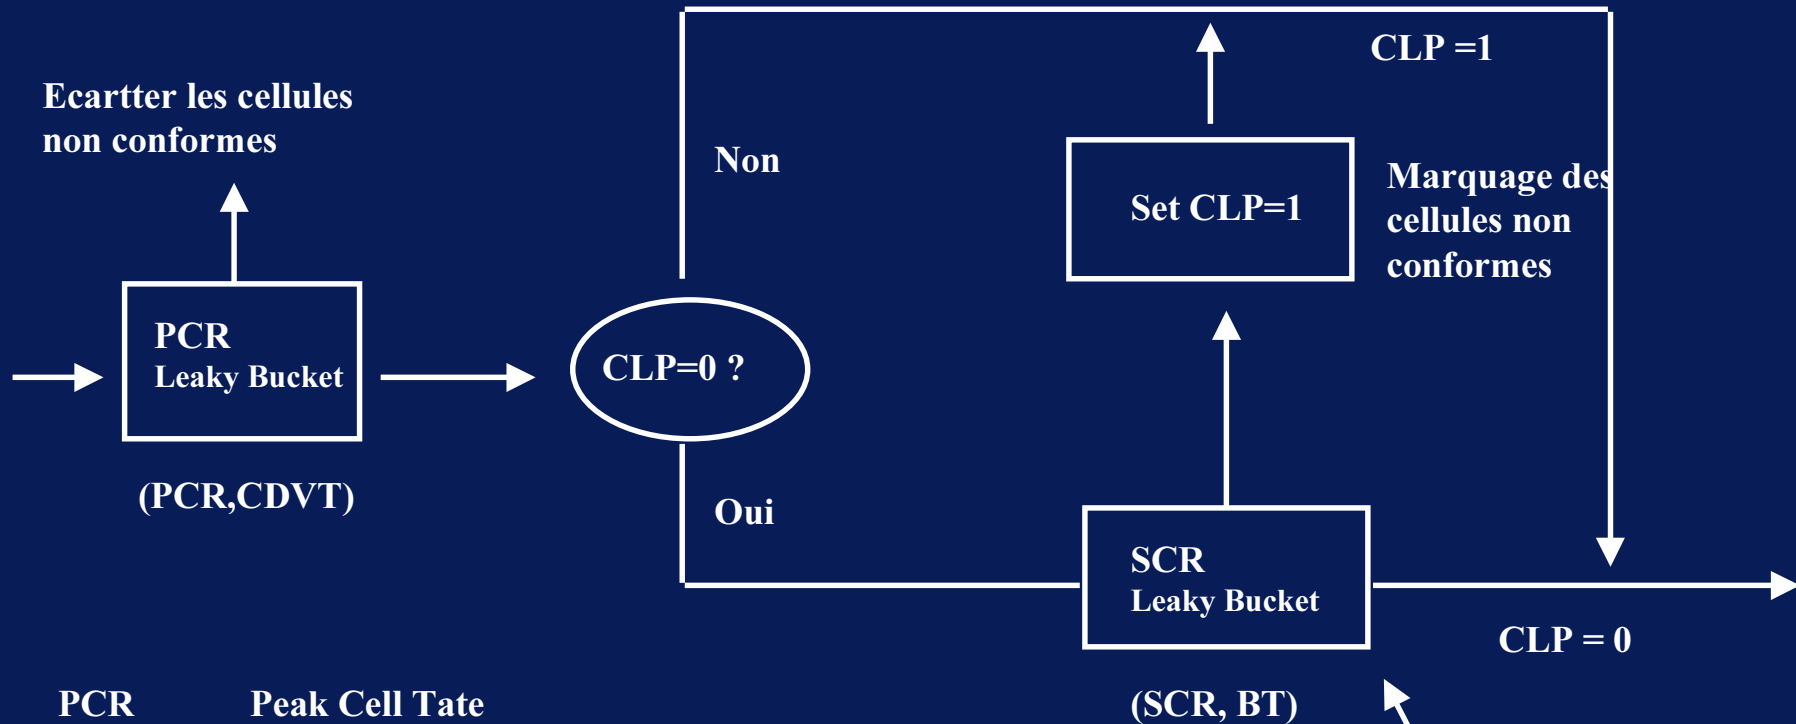 Ecartter les cellules
non conformes
PCR
Leaky Bucket
(PCR,CDVT)
CLP=0 ?
Non
Oui
CLP =1
Set CLP=1
Marquage des
cellules non
conformes
SCR
Leaky Bucket
(SCR, BT)
CLP = 0
PCR Peak Cell Tate